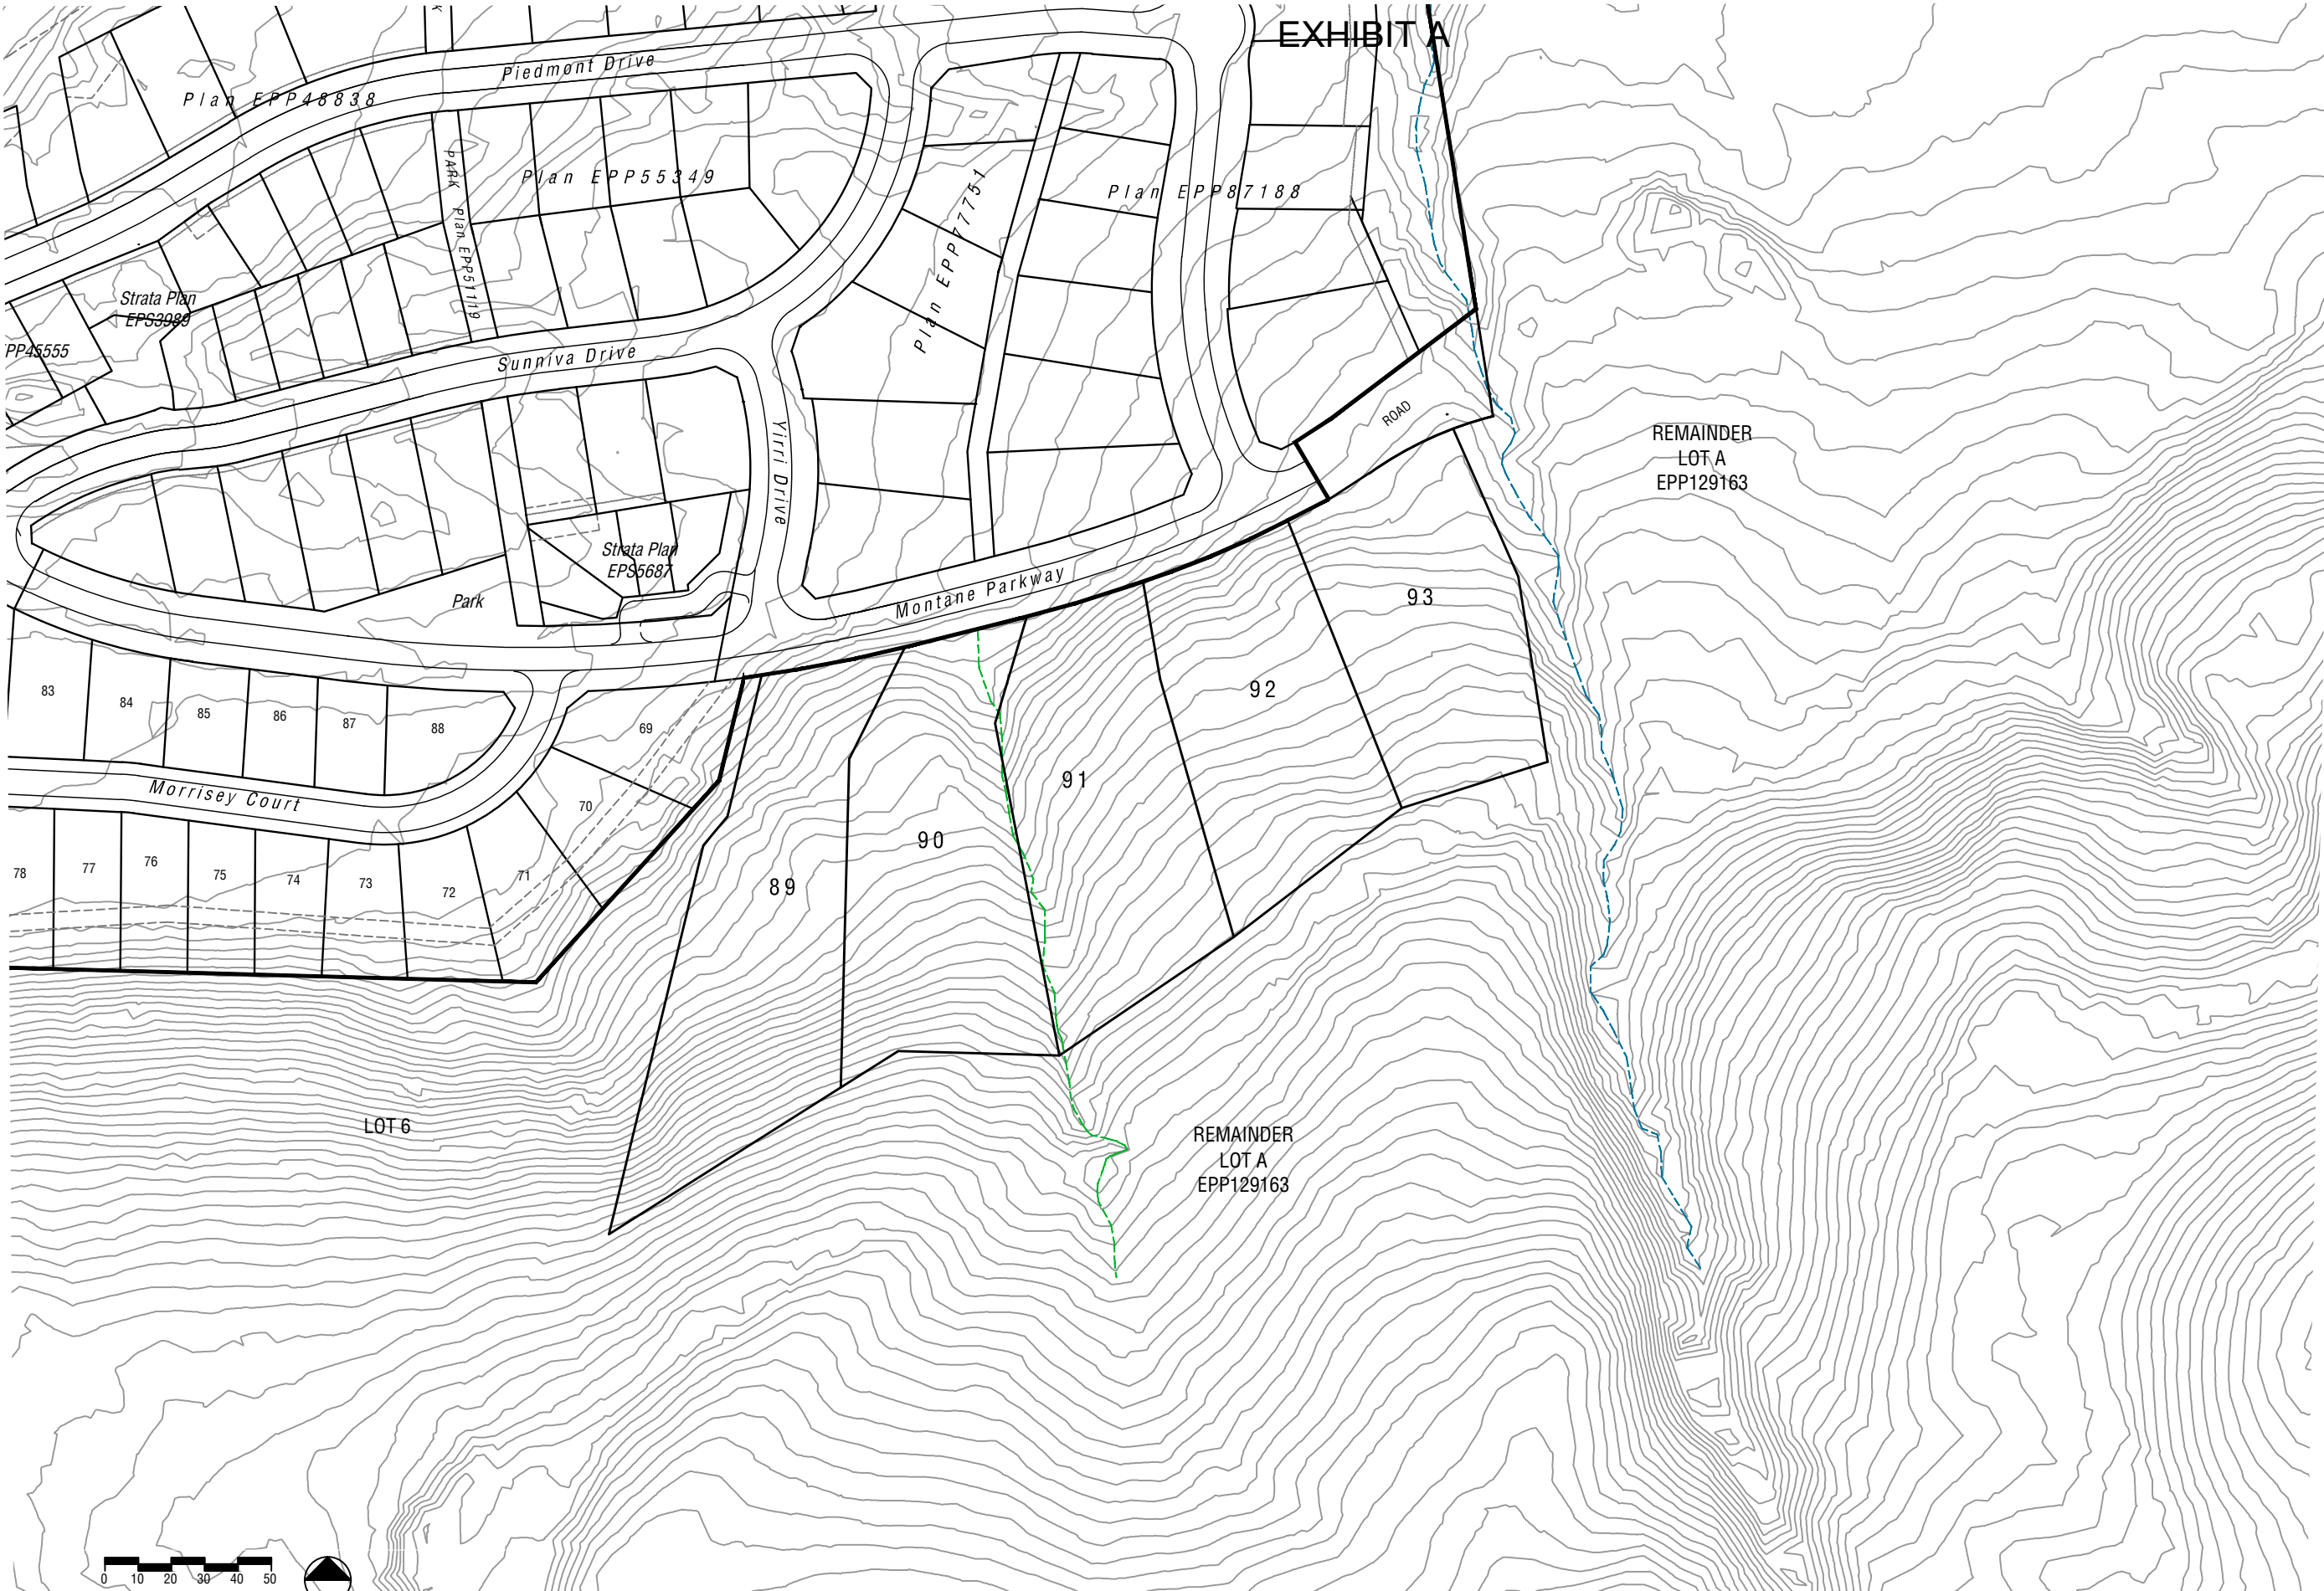 EXHIBIT A
Piedmont Drive
Plan EPP48838
PARK
Plan EPP51119
Plan EPP55349
Plan EPP77751
Plan EPP87188
Strata Plan
EPS3989
PP45555
Sunniva Drive
Yiri Drive
ROAD
REMAINDER
LOT A
EPP129163
Strata Plan
EPS5687
Park
Montane Parkway
93
92
91
90
89
83
84
85
86
87
88
69
70
71
Morrisey Court
78
77
76
75
74
73
72
LOT 6
REMAINDER
LOT A
EPP129163
0 10 20 30 40 50